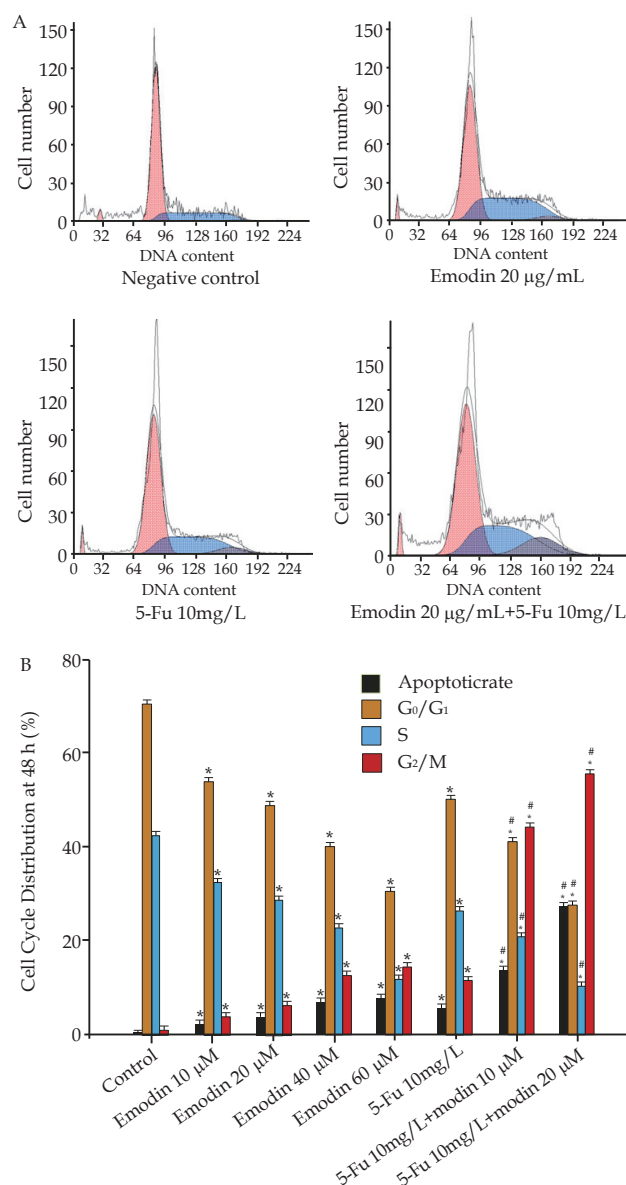 A
Cell number
150
120
90
60
30
0
0 32 64 96 128 160 192 224
DNA content
Negative control
Cell number
150
120
90
60
30
0
0 32 64 96 128 160 192 224
DNA content
Emodin 20 μg/mL
Cell number
150
120
90
60
30
0
0 32 64 96 128 160 192 224
DNA content
5-Fu 10mg/L
Cell number
150
120
90
60
30
0
0 32 64 96 128 160 192 224
DNA content
Emodin 20 μg/mL+5-Fu 10mg/L
B
Cell Cycle Distribution at 48 h (%)
80
60
40
20
0
Apoptoticrate
G₀/G₁
S
G₂/M
* * * *
* * * *
* * * *
* * * *
* * * *
# # # #
* * * *
# # # #
* * * *
Control
Emodin 10 μM
Emodin 20 μM
Emodin 40 μM
Emodin 60 μM
5-Fu 10mg/L
5-Fu 10mg/L+modin 10 μM
5-Fu 10mg/L+modin 20 μM